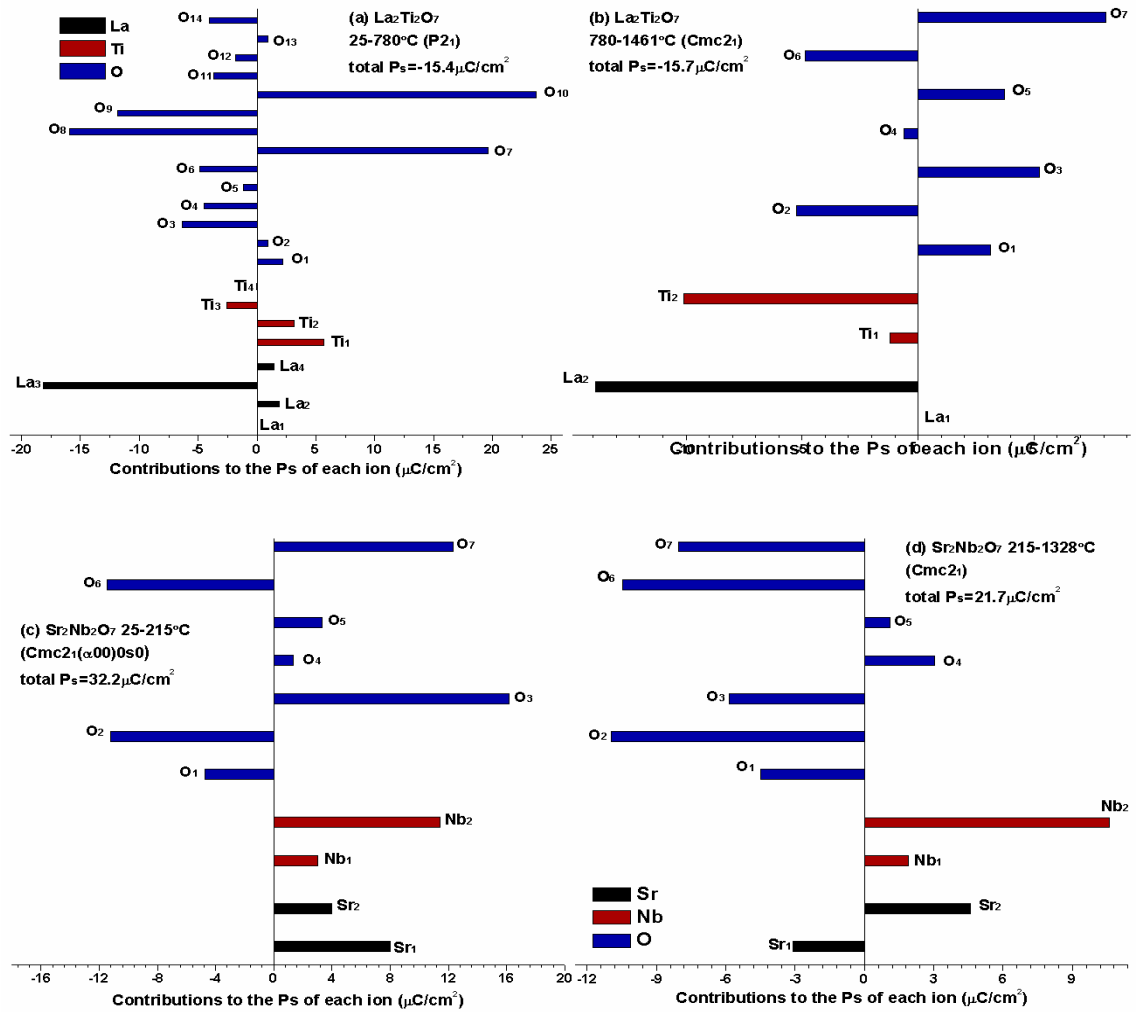 La
Ti
O
(a) La₂Ti₂O₇
25-780°C (P2₁)
total Ps=-15.4μC/cm²
O₁₄
O₁₃
O₁₂
O₁₁
O₁₀
O₉
O₈
O₇
O₆
O₅
O₄
O₃
O₂
O₁
Ti₄
Ti₃
Ti₂
Ti₁
La₄
La₃
La₂
La₁
-20 -15 -10 -5 0 5 10 15 20 25
Contributions to the Ps of each ion (μC/cm²)
(b) La₂Ti₂O₇
780-1461°C (Cmc2₁)
total Ps=-15.7μC/cm²
O₇
O₆
O₅
O₄
O₃
O₂
O₁
Ti₂
Ti₁
La₂
La₁
-10 -5 0 5
Contributions to the Ps of each ion (μC/cm²)
(c) Sr₂Nb₂O₇ 25-215°C
(Cmc2₁(α00)0s0)
total Ps=32.2μC/cm²
O₇
O₆
O₅
O₄
O₃
O₂
O₁
Nb₂
Nb₁
Sr₂
Sr₁
-16 -12 -8 -4 0 4 8 12 16 20
Contributions to the Ps of each ion (μC/cm²)
(d) Sr₂Nb₂O₇ 215-1328°C
(Cmc2₁)
total Ps=21.7μC/cm²
O₇
O₆
O₅
O₄
O₃
O₂
O₁
Nb₂
Nb₁
Sr₂
Sr₁
Sr
Nb
O
-12 -9 -6 -3 0 3 6 9
Contributions to the Ps of each ion (μC/cm²)